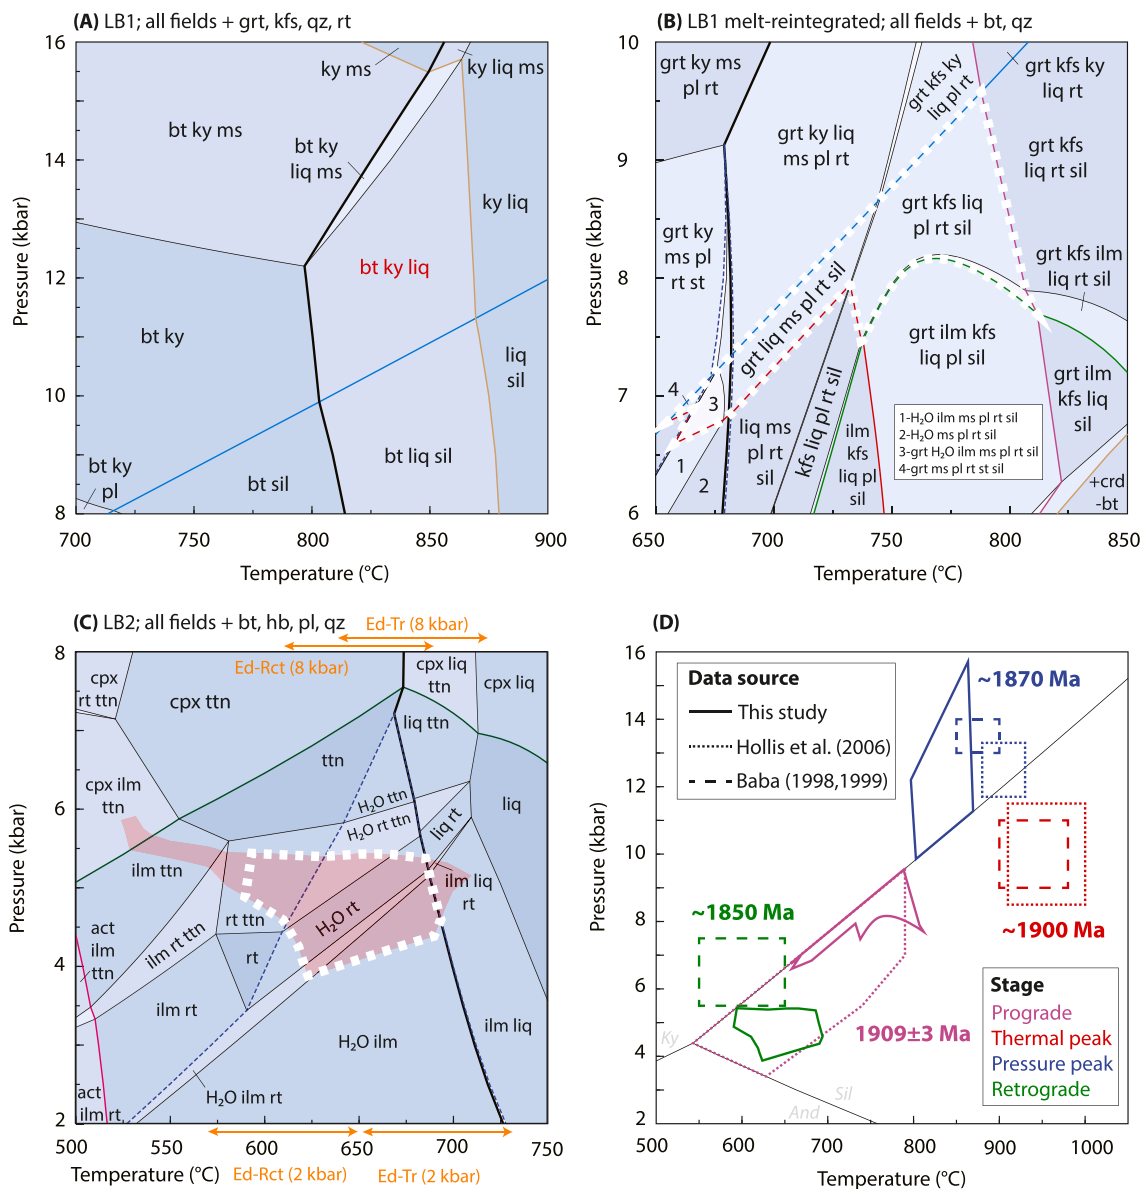 (A) LB1; all fields + grt, kfs, qz, rt
16
14
12
10
8
Pressure (kbar)
ky ms
ky liq ms
bt ky ms
bt ky
liq ms
ky liq
bt ky liq
bt ky
liq
sil
bt ky
pl
bt sil
bt liq sil
700
750
800
850
900
Temperature (°C)
(B) LB1 melt-reintegrated; all fields + bt, qz
10
9
8
7
6
Pressure (kbar)
grt ky ms
pl rt
grt kfs ky
liq pl rt
grt kfs ky
liq rt
grt ky liq
ms pl rt
grt kfs
liq rt sil
grt ky
ms pl
rt st
grt kfs liq
pl rt sil
grt kfs ilm
liq rt sil
grt liq ms pl rt sil
grt ilm kfs
liq pl sil
grt ilm
kfs liq
sil
4
3
1
2
liq ms
pl rt
sil
kfs liq pl rt sil
ilm
kfs
liq pl
sil
1-H₂O ilm ms pl rt sil
2-H₂O ms pl rt sil
3-grt H₂O ilm ms pl rt sil
4-grt ms pl rt st sil
+crd
-bt
650
700
750
800
850
Temperature (°C)
(C) LB2; all fields + bt, hb, pl, qz
Ed-Tr (8 kbar)
Ed-Rct (8 kbar)
8
6
4
2
Pressure (kbar)
cpx
rt ttn
cpx ttn
cpx liq
ttn
cpx liq
liq ttn
ttn
cpx ilm
ttn
H₂O ttn
H₂O rt ttn
liq rt
liq
ilm ttn
ilm liq
rt
H₂O rt
rt ttn
ilm rt ttn
act
ilm
ttn
rt
ilm rt
H₂O ilm
ilm liq
H₂O ilm rt
act
ilm rt
500
550
600
650
700
750
Temperature (°C)
Ed-Rct (2 kbar)
Ed-Tr (2 kbar)
(D)
16
14
12
10
8
6
4
2
Pressure (kbar)
Data source
This study
Hollis et al. (2006)
Baba (1998,1999)
~1870 Ma
~1900 Ma
~1850 Ma
1909±3 Ma
Stage
Prograde
Thermal peak
Pressure peak
Retrograde
Ky
Sil
And
500
600
700
800
900
1000
Temperature (°C)